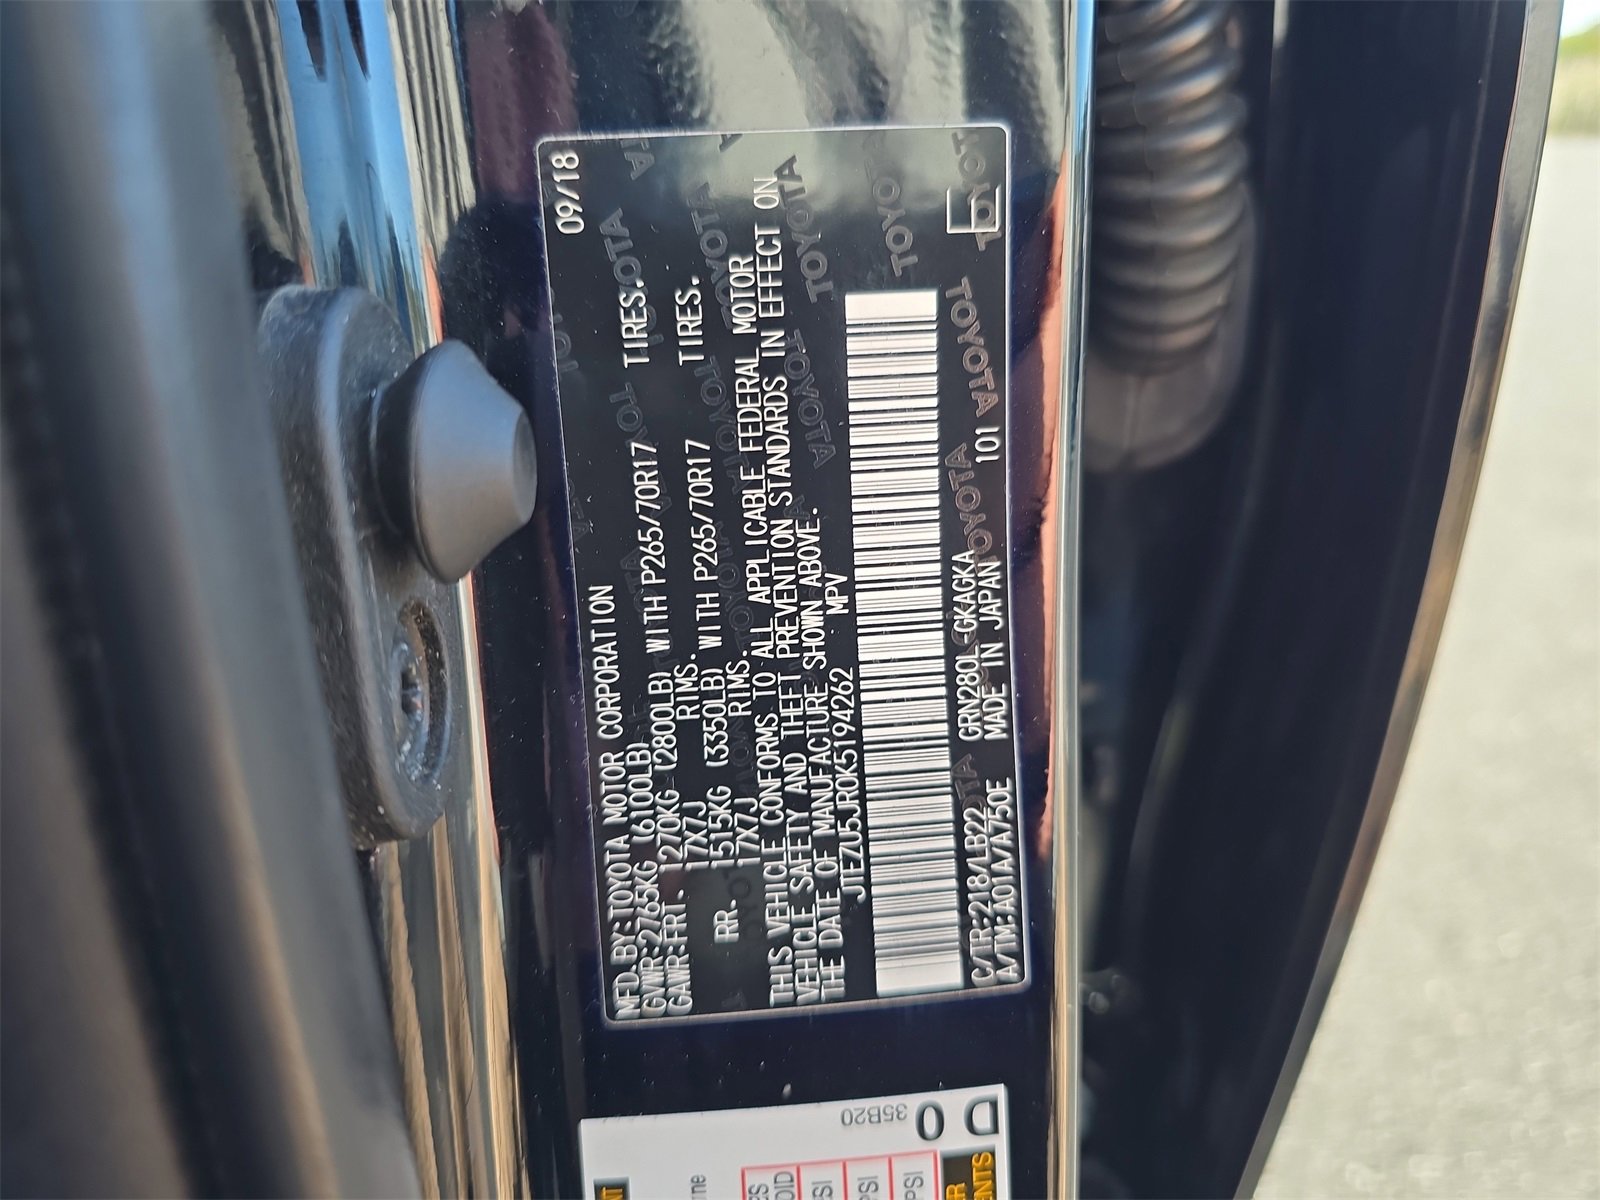 MFD.BY:TOYOTA MOTOR CORPORATION 09/18
GVWR:2765KG (6100LB)
GAWR:FRT. 1270KG (2800LB) WITH P265/70R17 TIRES.
17X7J RIMS.
RR. 1515KG (3350LB) WITH P265/70R17 TIRES.
17X7J RIMS.
THIS VEHICLE CONFORMS TO ALL APPLICABLE FEDERAL MOTOR
VEHICLE SAFETY AND THEFT PREVENTION STANDARDS IN EFFECT ON
THE DATE OF MANUFACTURE SHOWN ABOVE.
JTEZU5JR0K5194262 MPV
C/TR:218/LB22 GRN280L-GKAGKA
A/TM:A01A/A750E MADE IN JAPAN 101
TOYOTA
35B20
D
O
PSI
PSI